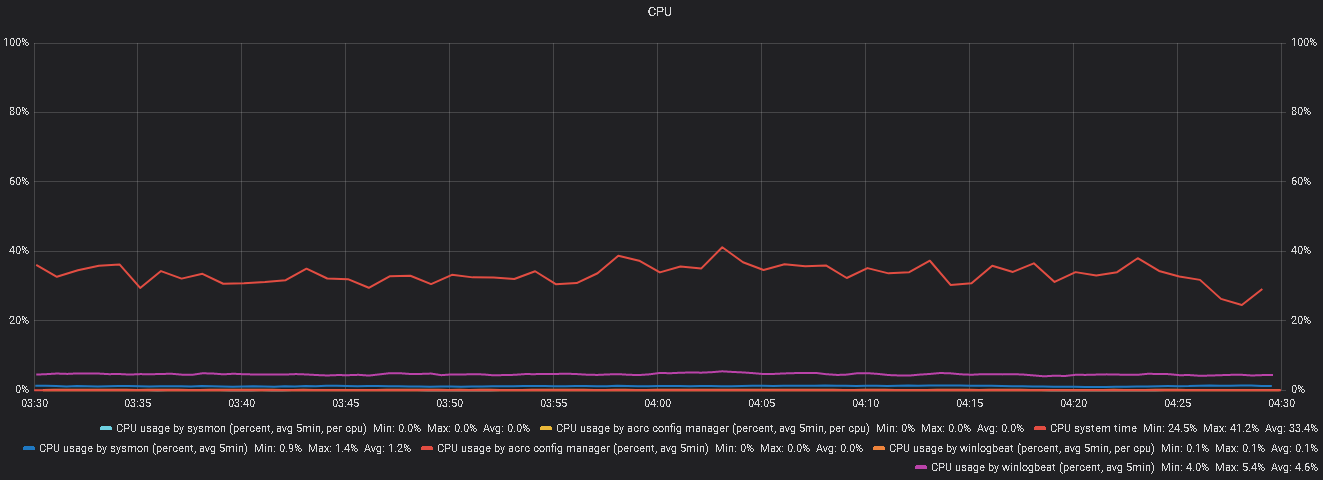 CPU
100% 100%
80% 80%
60% 60%
40% 40%
20% 20%
0% 0%
03:30 03:35 03:40 03:45 03:50 03:55 04:00 04:05 04:10 04:15 04:20 04:25 04:30
CPU usage by sysmon (percent, avg 5min, per cpu) Min: 0.0% Max: 0.0% Avg: 0.0% CPU usage by acrc config manager (percent, avg 5min, per cpu) Min: 0% Max: 0.0% Avg: 0.0% CPU system time Min: 24.5% Max: 41.2% Avg: 33.4%
CPU usage by sysmon (percent, avg 5min) Min: 0.9% Max: 1.4% Avg: 1.2% CPU usage by acrc config manager (percent, avg 5min) Min: 0% Max: 0.0% Avg: 0.0% CPU usage by winlogbeat (percent, avg 5min, per cpu) Min: 0.1% Max: 0.1% Avg: 0.1%
CPU usage by winlogbeat (percent, avg 5min) Min: 4.0% Max: 5.4% Avg: 4.6%